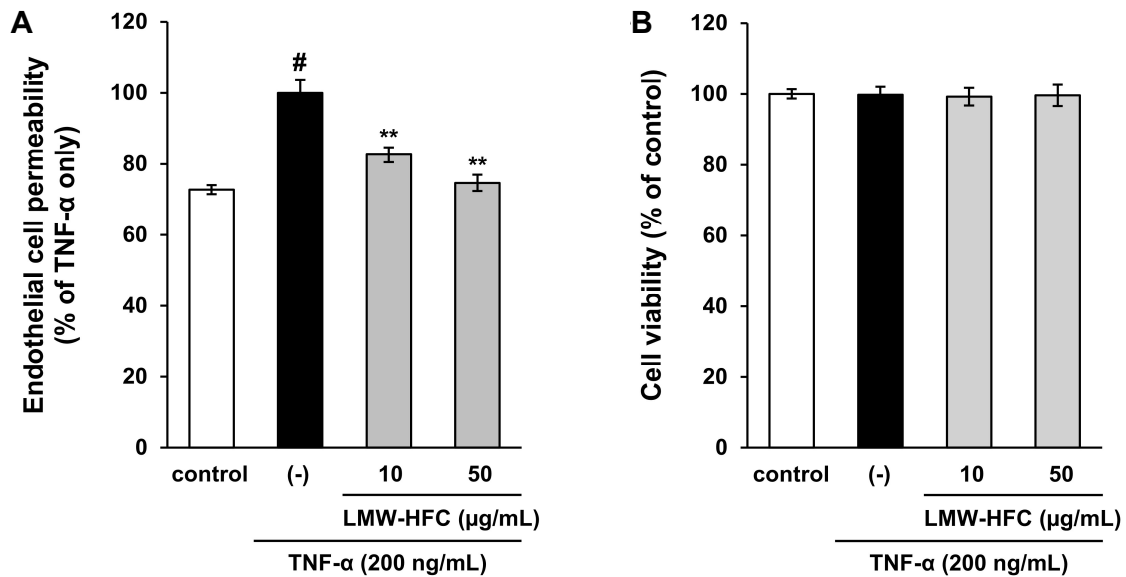 A
Endothelial cell permeability
(% of TNF-α only)
120
100
80
60
40
20
0
#
**
**
control (-) 10 50
LMW-HFC (µg/mL)
TNF-α (200 ng/mL)
B
Cell viability (% of control)
120
100
80
60
40
20
0
control (-) 10 50
LMW-HFC (µg/mL)
TNF-α (200 ng/mL)